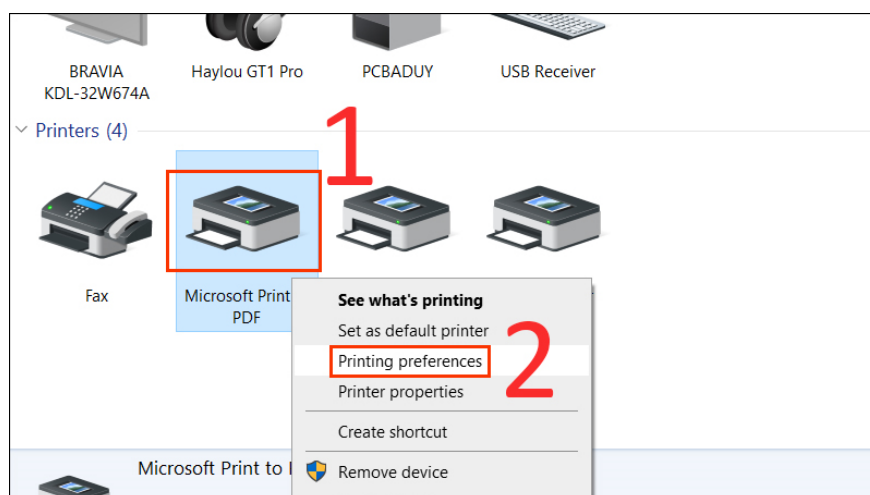 BRAVIA
KDL-32W674A
Haylou GT1 Pro
PCBADUY
USB Receiver
Printers (4)
1
Fax
Microsoft Print
PDF
See what's printing
Set as default printer
Printing preferences
2
Printer properties
Create shortcut
Microsoft Print to
Remove device